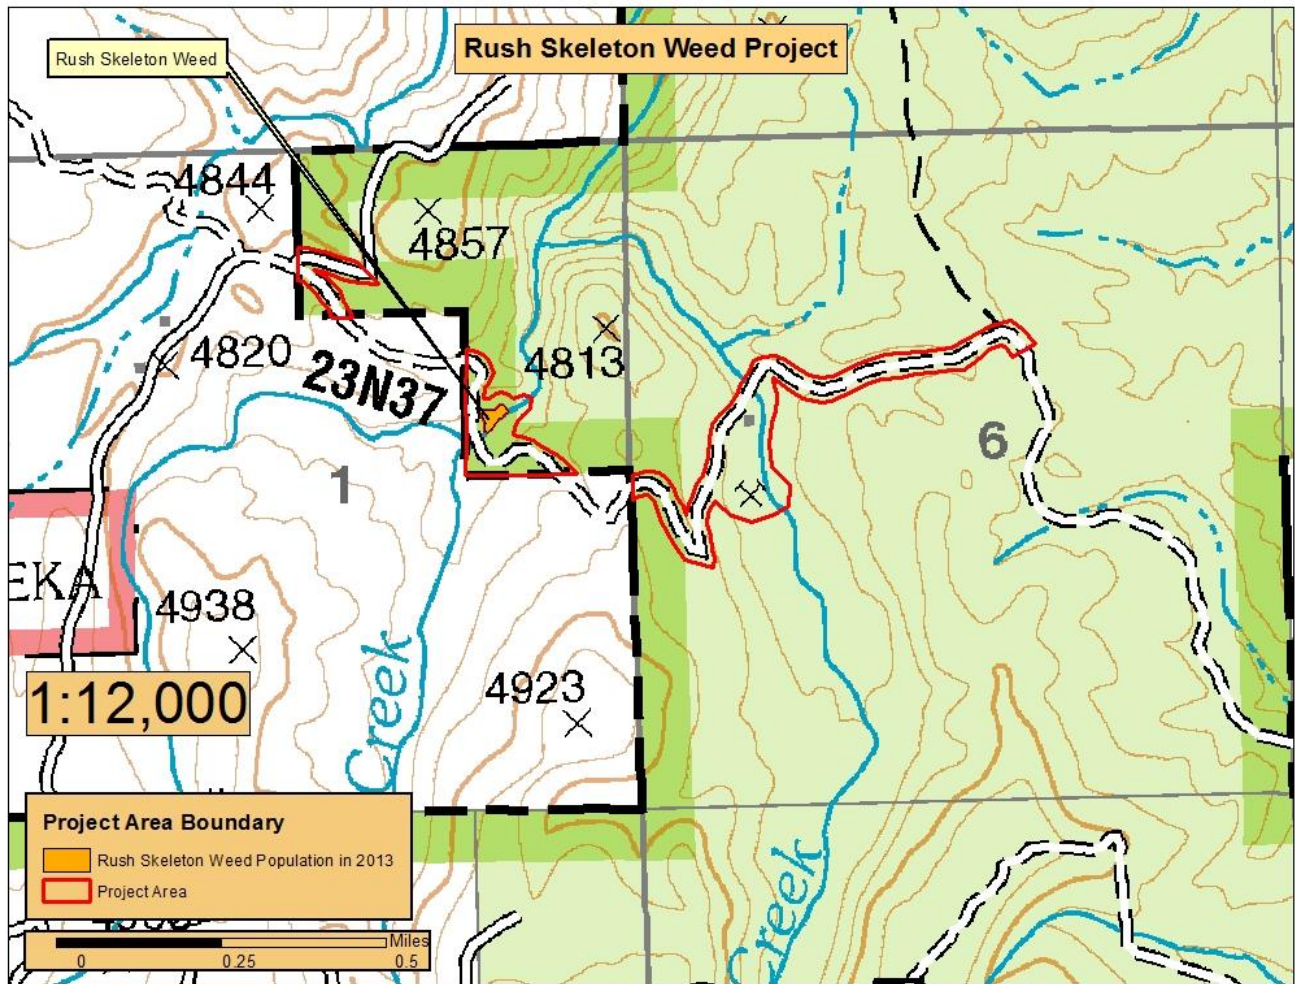 Rush Skeleton Weed Project
Rush Skeleton Weed
4844
4857
4820
4813
23N37
6
1
EKA
4938
4923
1:12,000
Creek
Project Area Boundary
Rush Skeleton Weed Population in 2013
Project Area
Creek
Miles
0 0.25 0.5